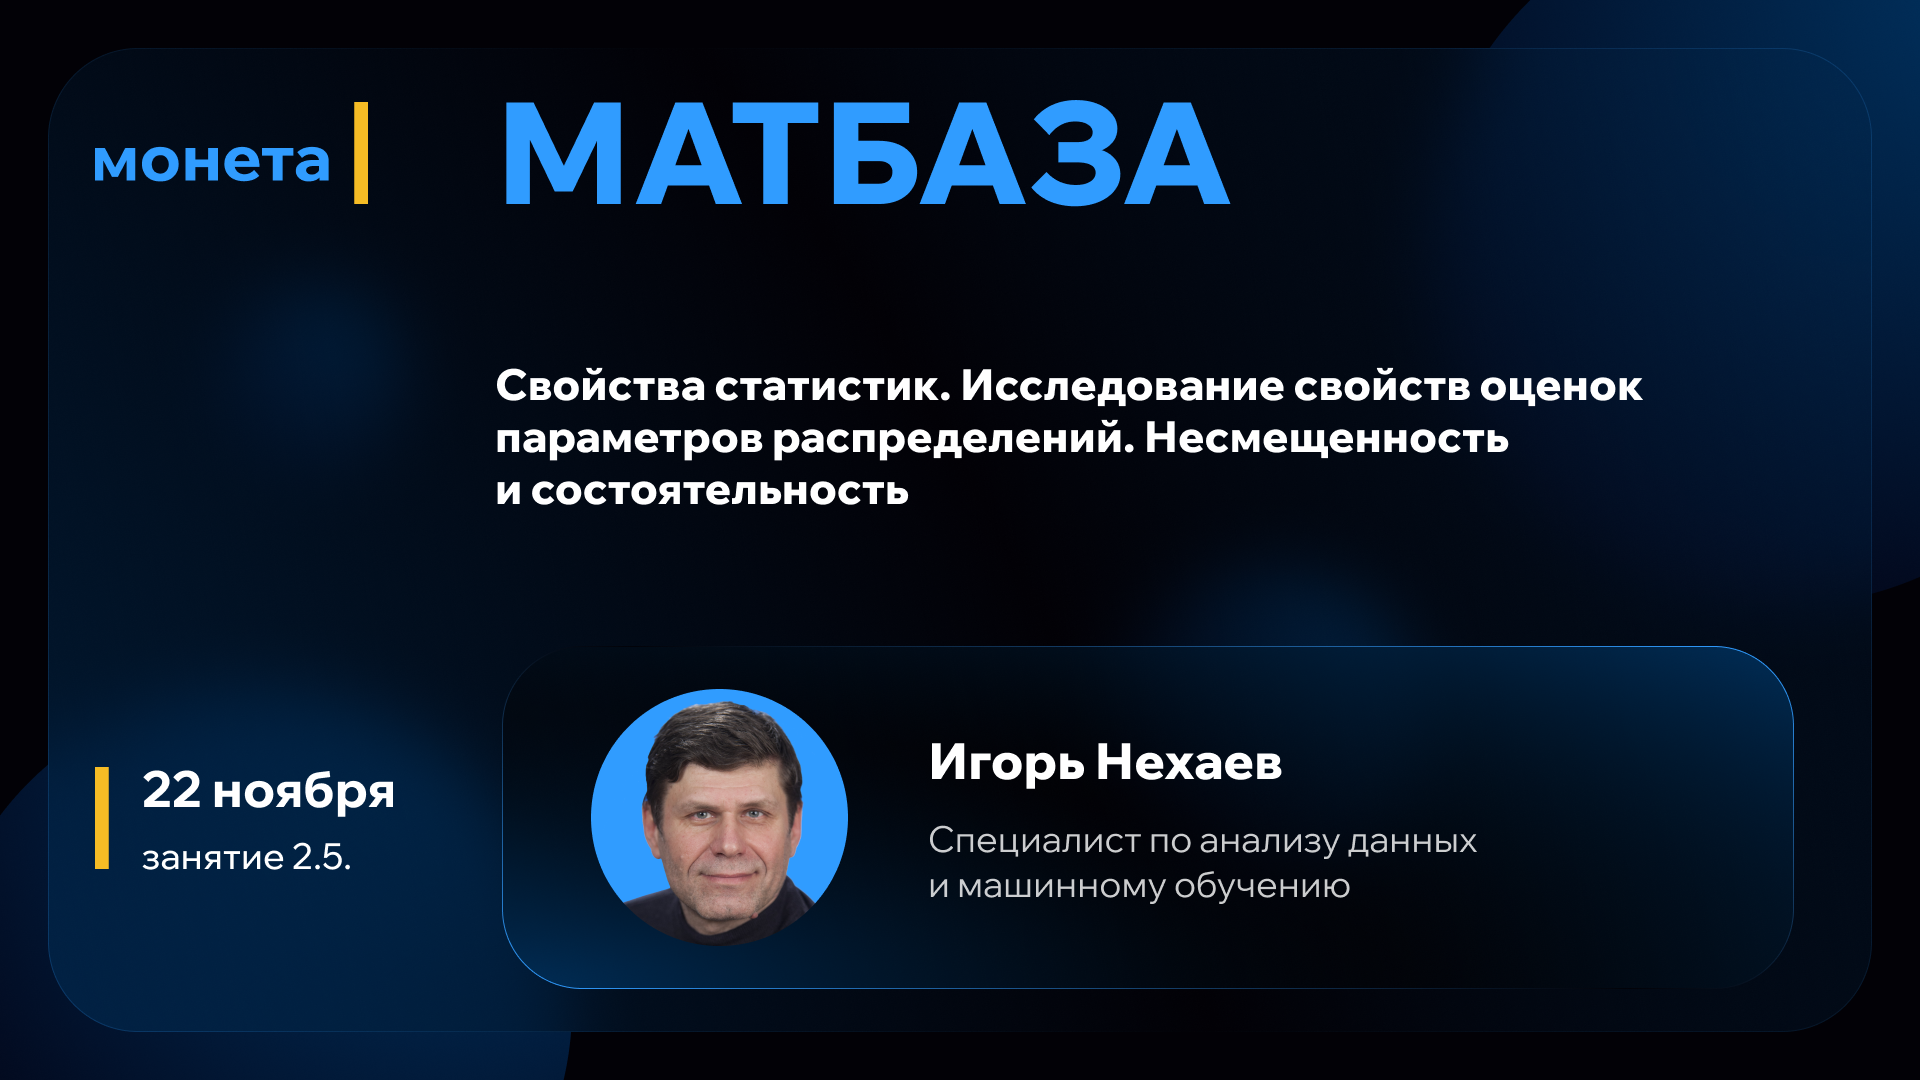 монета
МАТБАЗА
Свойства статистик. Исследование свойств оценок
параметров распределений. Несмещенность
и состоятельность
22 ноября
занятие 2.5.
Игорь Нехаев
Специалист по анализу данных
и машинному обучению